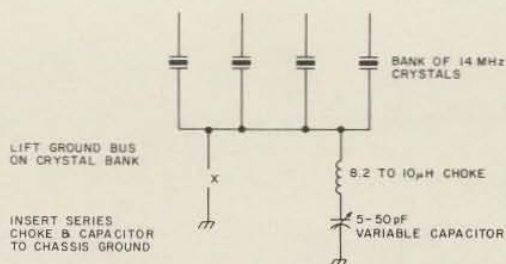 BANK OF 14 MHz
CRYSTALS
LIFT GROUND BUS
ON CRYSTAL BANK
X
8.2 TO 10μH CHOKE
INSERT SERIES
CHOKE & CAPACITOR
TO CHASSIS GROUND
5-50pF
VARIABLE CAPACITOR